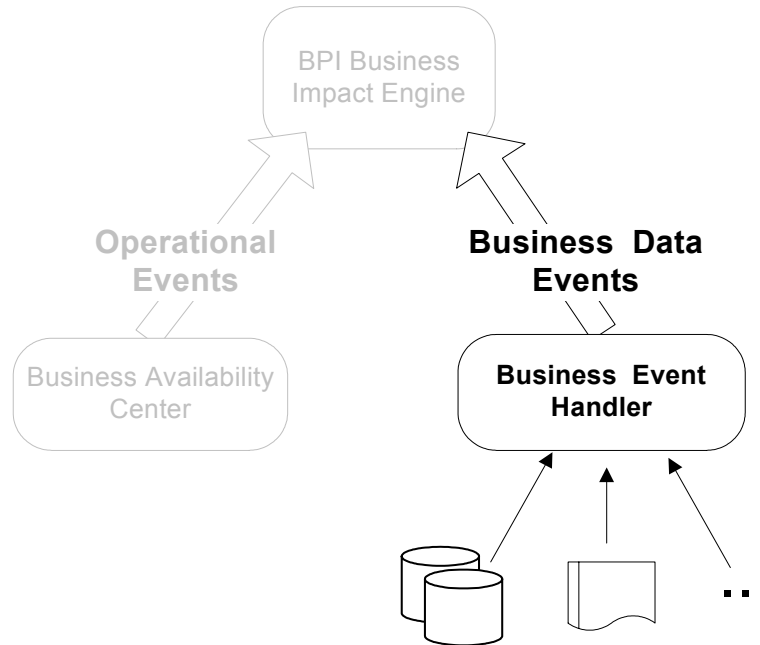 BPI Business
Impact Engine
Operational
Events
Business Data
Events
Business Availability
Center
Business Event
Handler
..